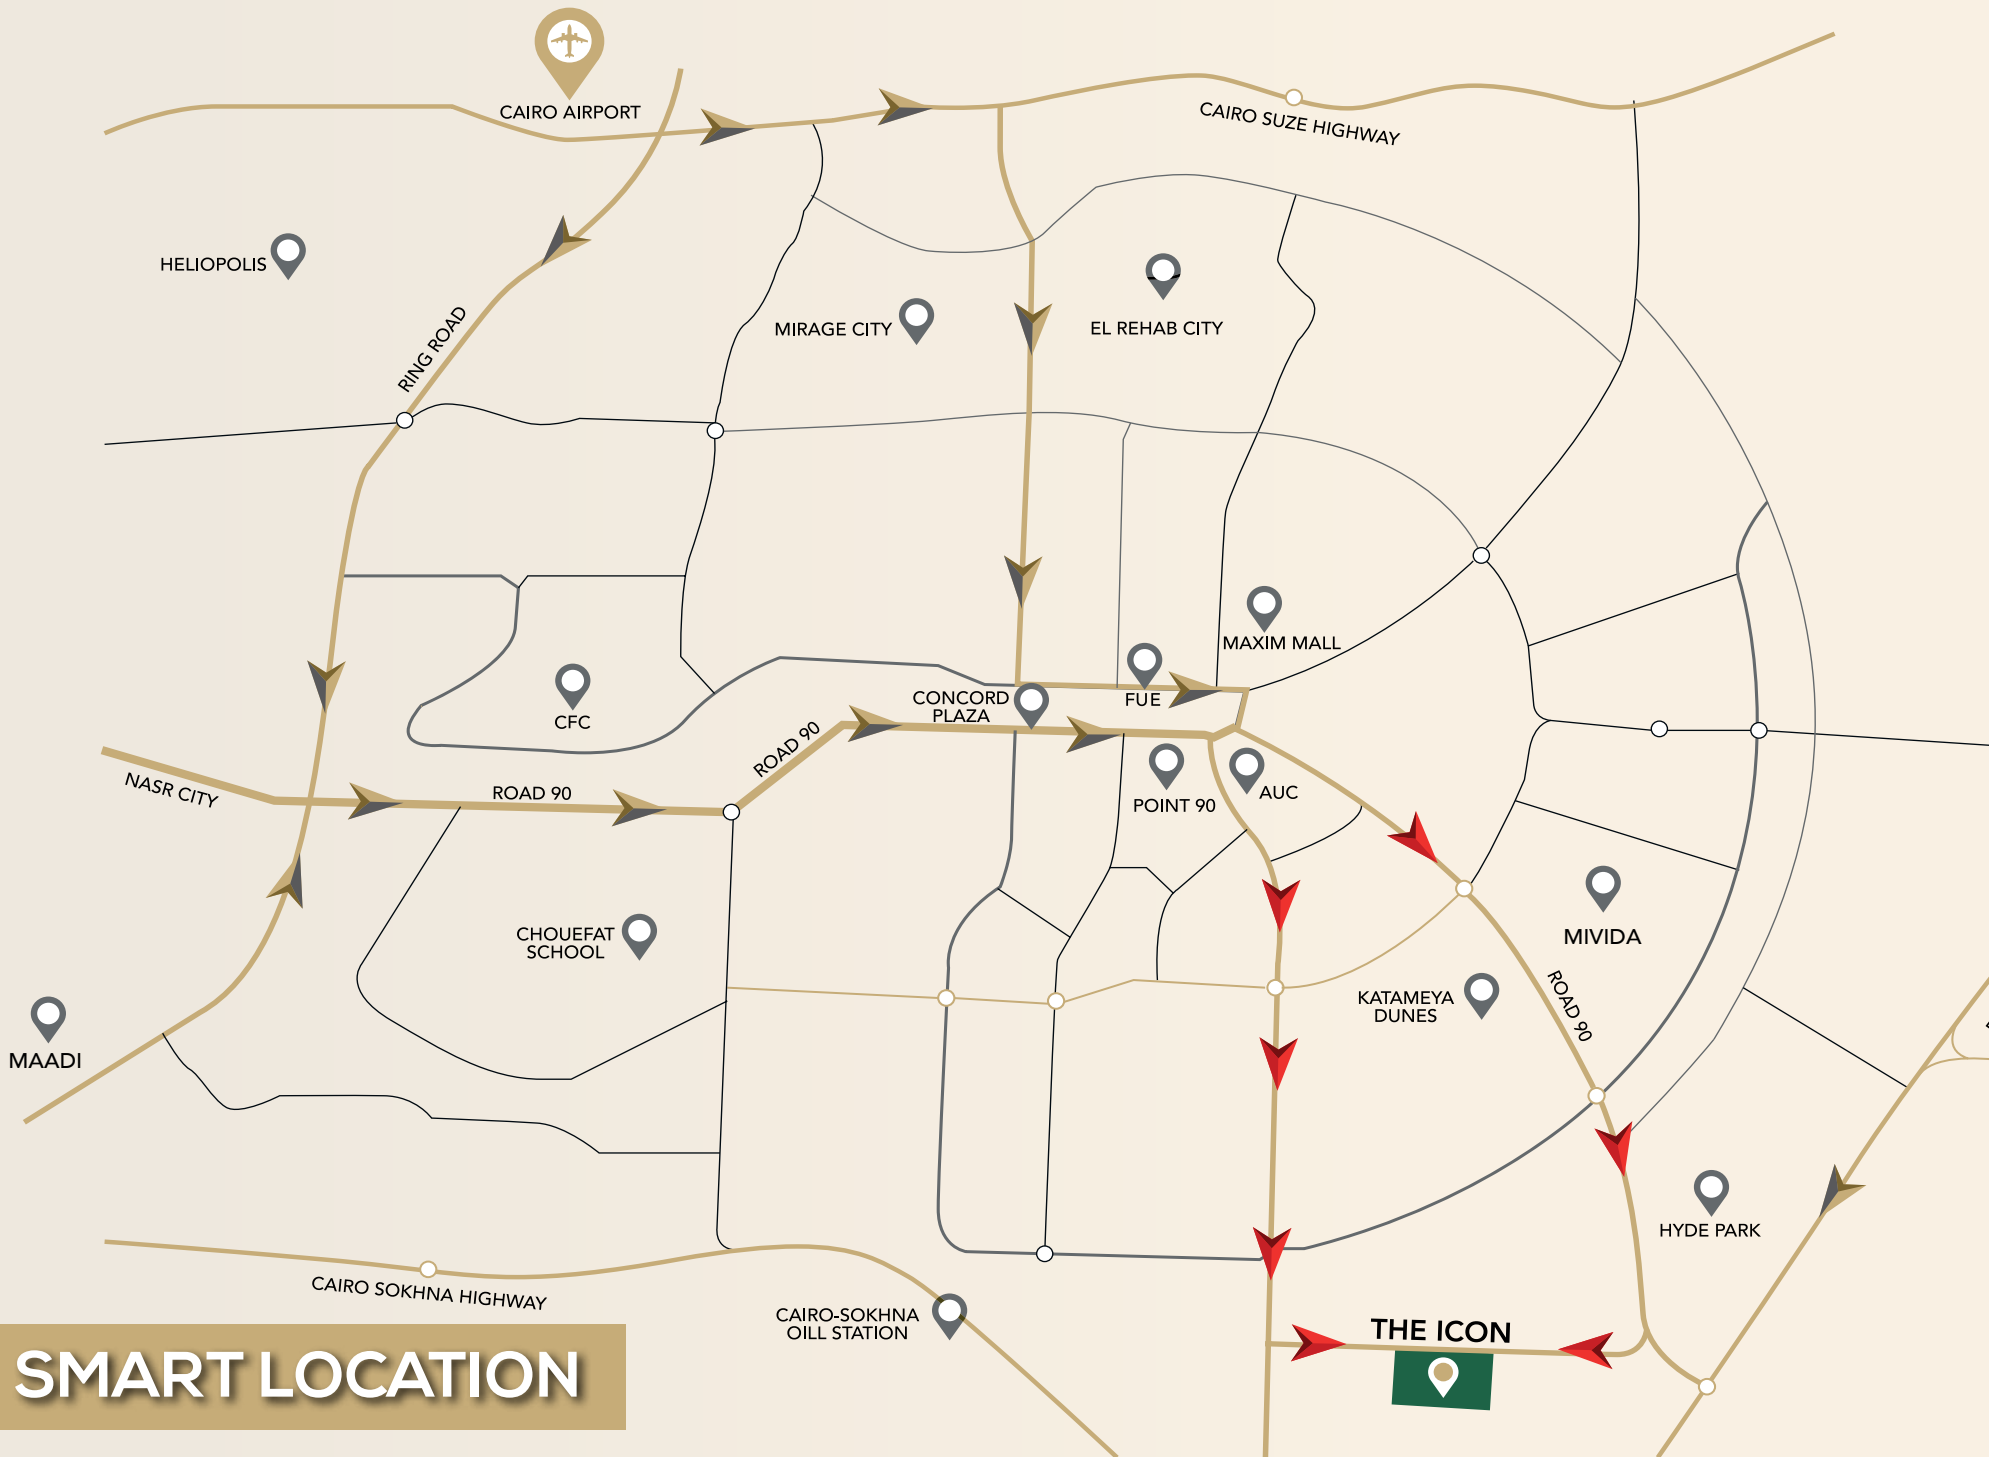 CAIRO AIRPORT
CAIRO SUZE HIGHWAY
HELIOPOLIS
RING ROAD
MIRAGE CITY
EL REHAB CITY
MAXIM MALL
CFC
CONCORD
PLAZA
FUE
NASR CITY
ROAD 90
ROAD 90
POINT 90
AUC
CHOUEFAT
SCHOOL
MIVIDA
KATAMEYA
DUNES
ROAD 90
MAADI
HYDE PARK
CAIRO SOKHNA HIGHWAY
CAIRO-SOKHNA
OILL STATION
THE ICON
SMART LOCATION